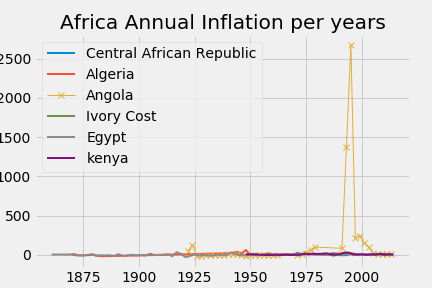 Africa Annual Inflation per years
Central African Republic
Algeria
Angola
Ivory Cost
Egypt
kenya
2500
2000
1500
1000
500
0
1875 1900 1925 1950 1975 2000